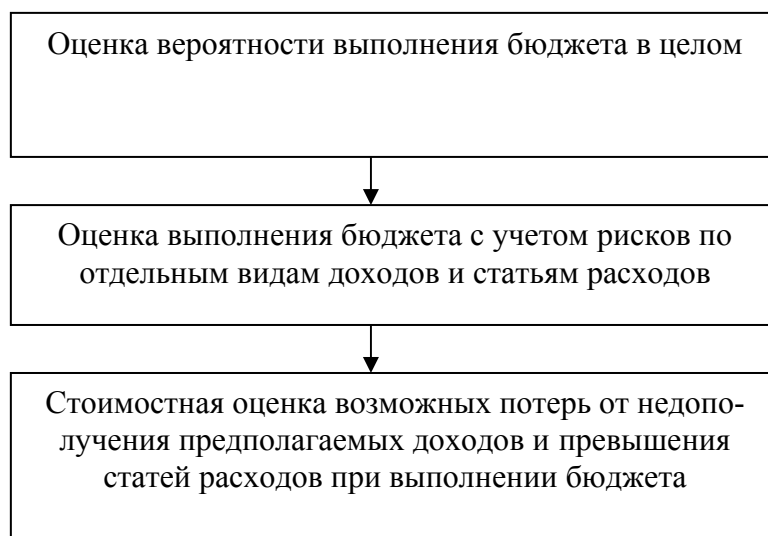 Оценка вероятности выполнения бюджета в целом
Оценка выполнения бюджета с учетом рисков по
отдельным видам доходов и статьям расходов
Стоимостная оценка возможных потерь от недопо-
лучения предполагаемых доходов и превышения
статей расходов при выполнении бюджета